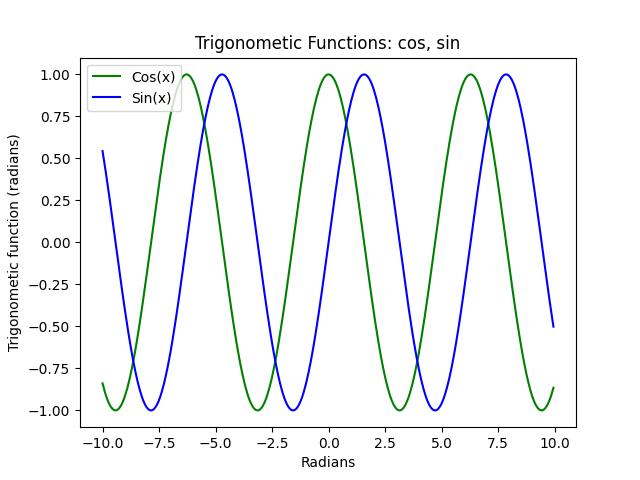 Trigonometic Functions: cos, sin
Cos(x)
Sin(x)
1.00
0.75
0.50
0.25
0.00
−0.25
−0.50
−0.75
−1.00
Trigonometic function (radians)
−10.0 −7.5 −5.0 −2.5 0.0 2.5 5.0 7.5 10.0
Radians